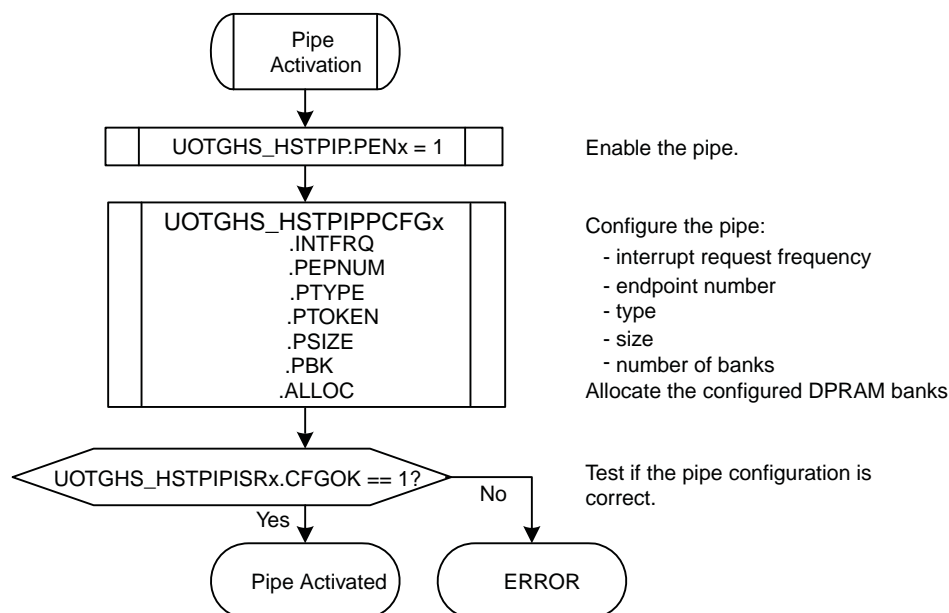 Pipe
Activation
UOTGHS_HSTPIP.PENx = 1
Enable the pipe.
UOTGHS_HSTPIPPCFGx
.INTFRQ
.PEPNUM
.PTYPE
.PTOKEN
.PSIZE
.PBK
.ALLOC
Configure the pipe:
- interrupt request frequency
- endpoint number
- type
- size
- number of banks
Allocate the configured DPRAM banks
UOTGHS_HSTPIPISRx.CFGOK == 1?
Test if the pipe configuration is
correct.
No
Yes
Pipe Activated
ERROR